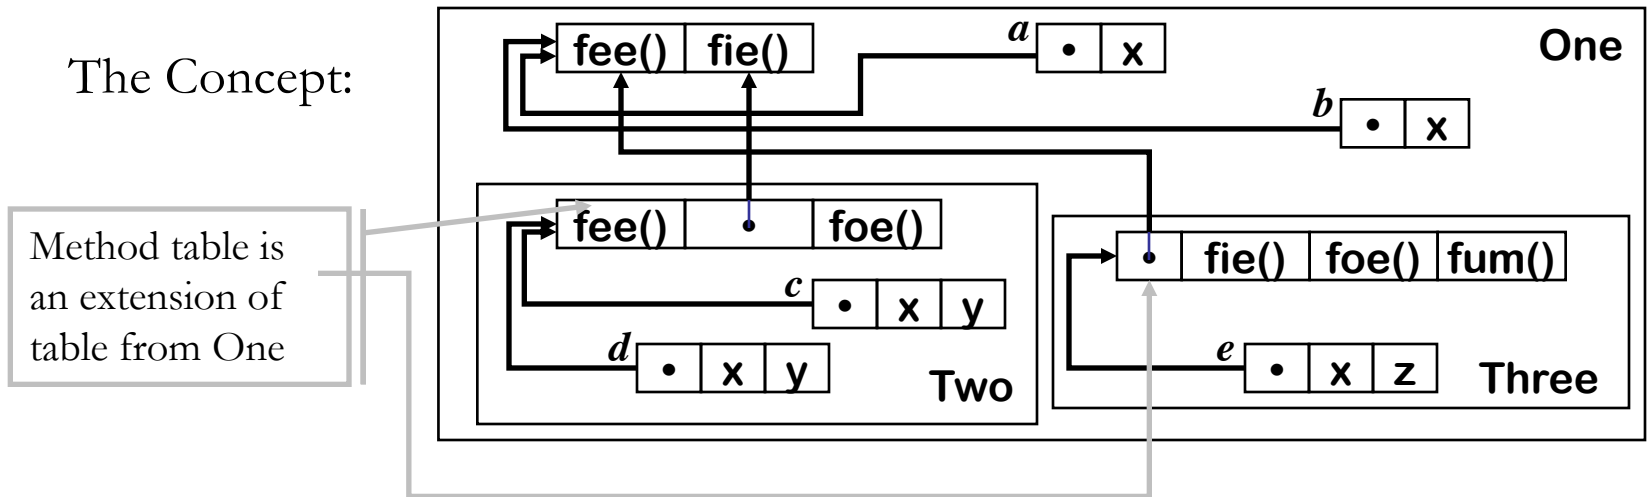 The Concept:
fee() fie()
a
• x
One
b
• x
Method table is
an extension of
table from One
fee() • foe()
c
• x y
d
• x y
Two
• fie() foe() fum()
e
• x z
Three